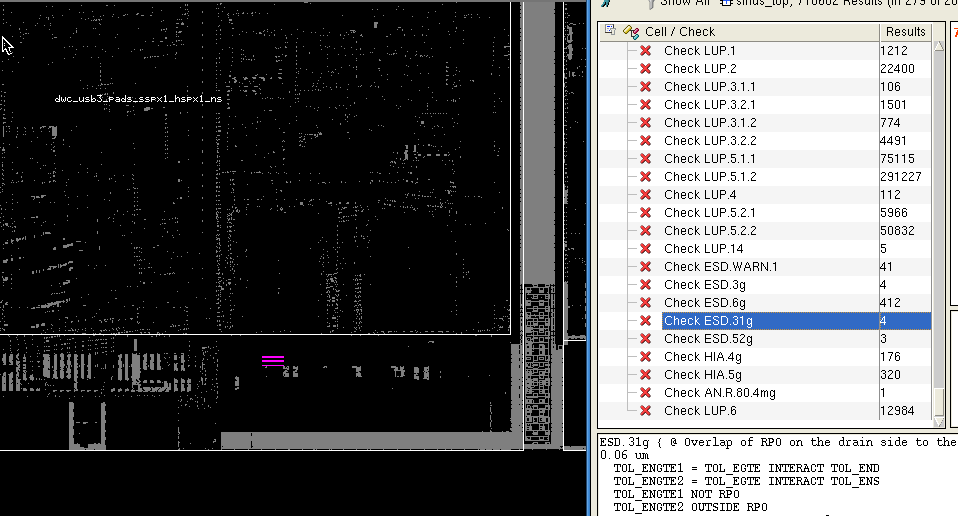 Show All sirius_top, 710602 Results (in 279 of 20
Cell / Check Results
Check LUP.1 1212
Check LUP.2 22400
Check LUP.3.1.1 106
Check LUP.3.2.1 1501
Check LUP.3.1.2 774
Check LUP.3.2.2 4491
Check LUP.5.1.1 75115
Check LUP.5.1.2 291227
Check LUP.4 112
Check LUP.5.2.1 5966
Check LUP.5.2.2 50832
Check LUP.14 5
Check ESD.WARN.1 41
Check ESD.3g 4
Check ESD.6g 412
Check ESD.31g 4
Check ESD.52g 3
Check HIA.4g 176
Check HIA.5g 320
Check AN.R.80.4mg 1
Check LUP.6 12984
dwc_usb3_pads_sspx1_hspx1_ns
ESD.31g { @ Overlap of RPO on the drain side to the
0.06 um
TOL_ENGTE1 = TOL_EGTE INTERACT TOL_END
TOL_ENGTE2 = TOL_EGTE INTERACT TOL_ENS
TOL_ENGTE1 NOT RPO
TOL_ENGTE2 OUTSIDE RPO